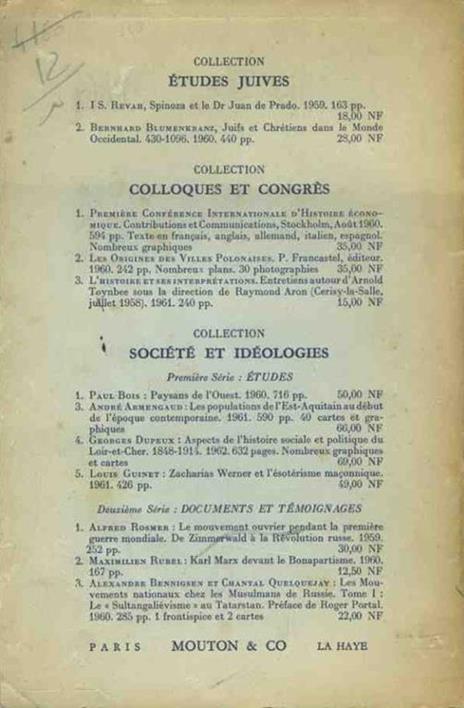 12
COLLECTION
ÉTUDES JUIVES
1. I S. Revah, Spinoza et le Dr Juan de Prado. 1959. 163 pp.
18,00 NF
2. Bernhard Blumenkranz, Juifs et Chrétiens dans le Monde
Occidental. 430-1096. 1960. 440 pp. 28,00 NF
COLLECTION
COLLOQUES ET CONGRÈS
1. Première Conférence Internationale d'Histoire écono-
mique. Contributions et Communications, Stockholm, Août 1960.
594 pp. Texte en français, anglais, allemand, italien, espagnol.
Nombreux graphiques 35,00 NF
2. Les Origines des Villes Polonaises. P. Francastel, éditeur.
1960. 242 pp. Nombreux plans. 30 photographies 35,00 NF
3. L'histoire et ses interprétations. Entretiens autour d'Arnold
Toynbee sous la direction de Raymond Aron (Cerisy-la-Salle,
juillet 1958). 1961. 240 pp. 15,00 NF
COLLECTION
SOCIÉTÉ ET IDÉOLOGIES
Première Série : ÉTUDES
1. Paul Bois : Paysans de l'Ouest. 1960. 716 pp. 50,00 NF
3. André Armengaud : Les populations de l'Est-Aquitain au début
de l'époque contemporaine. 1961. 590 pp. 40 cartes et gra-
phiques 66,00 NF
4. Georges Dupeux : Aspects de l'histoire sociale et politique du
Loir-et-Cher. 1848-1914. 1962. 632 pages. Nombreux graphiques
et cartes 69,00 NF
5. Louis Guinet : Zacharias Werner et l'ésotérisme maçonnique.
1961. 426 pp. 49,00 NF
Deuxième Série : DOCUMENTS ET TÉMOIGNAGES
1. Alfred Rosmer : Le mouvement ouvrier pendant la première
guerre mondiale. De Zimmerwald à la Révolution russe. 1959.
252 pp. 30,00 NF
2. Maximilien Rubel : Karl Marx devant le Bonapartisme. 1960.
167 pp. 12,50 NF
3. Alexandre Bennigsen et Chantal Quelquejay : Les Mou-
vements nationaux chez les Musulmans de Russie. Tome I :
Le « Sultangaliévisme » au Tatarstan. Préface de Roger Portal.
1960. 285 pp. 1 frontispice et 2 cartes 22,00 NF
PARIS MOUTON & CO LA HAYE